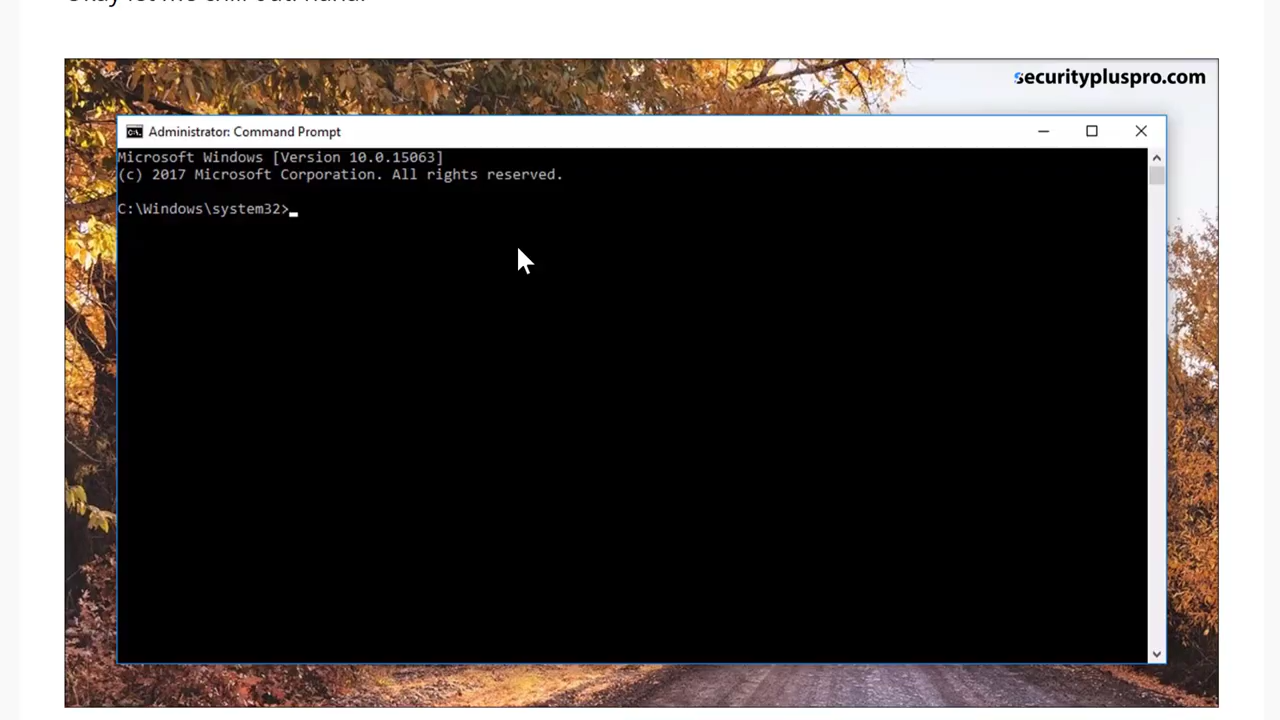 securitypluspro.com
Administrator: Command Prompt
Microsoft Windows [Version 10.0.15063]
(c) 2017 Microsoft Corporation. All rights reserved.
C:\Windows\system32>